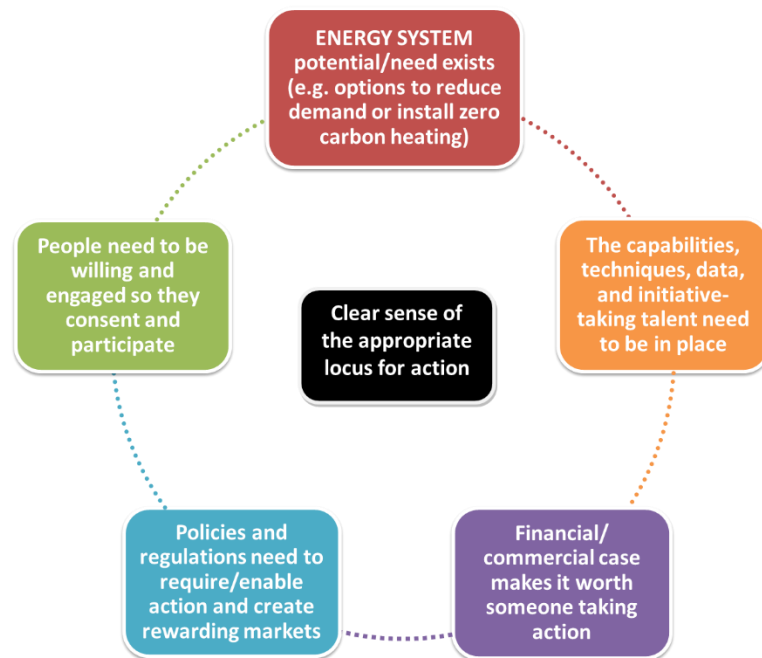 ENERGY SYSTEM
potential/need exists
(e.g. options to reduce
demand or install zero
carbon heating)
The capabilities,
techniques, data,
and initiative-
taking talent need
to be in place
Financial/
commercial case
makes it worth
someone taking
action
Policies and
regulations need to
require/enable
action and create
rewarding markets
People need to be
willing and
engaged so they
consent and
participate
Clear sense of
the appropriate
locus for action